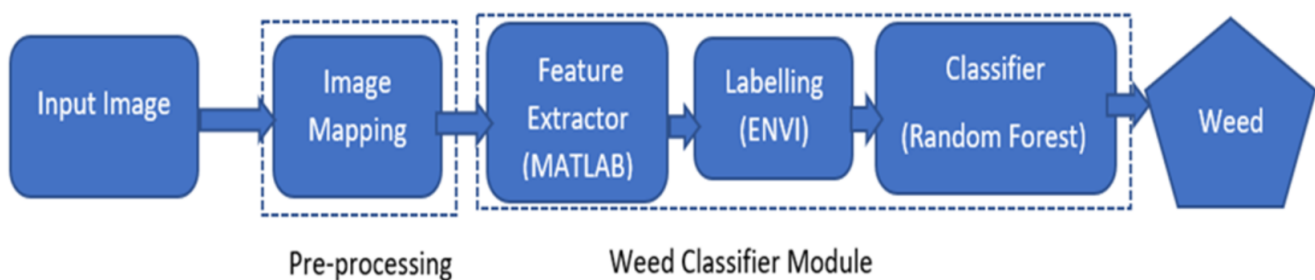 Input Image
Image
Mapping
Feature
Extractor
(MATLAB)
Labelling
(ENVI)
Classifier
(Random Forest)
Weed
Pre-processing
Weed Classifier Module